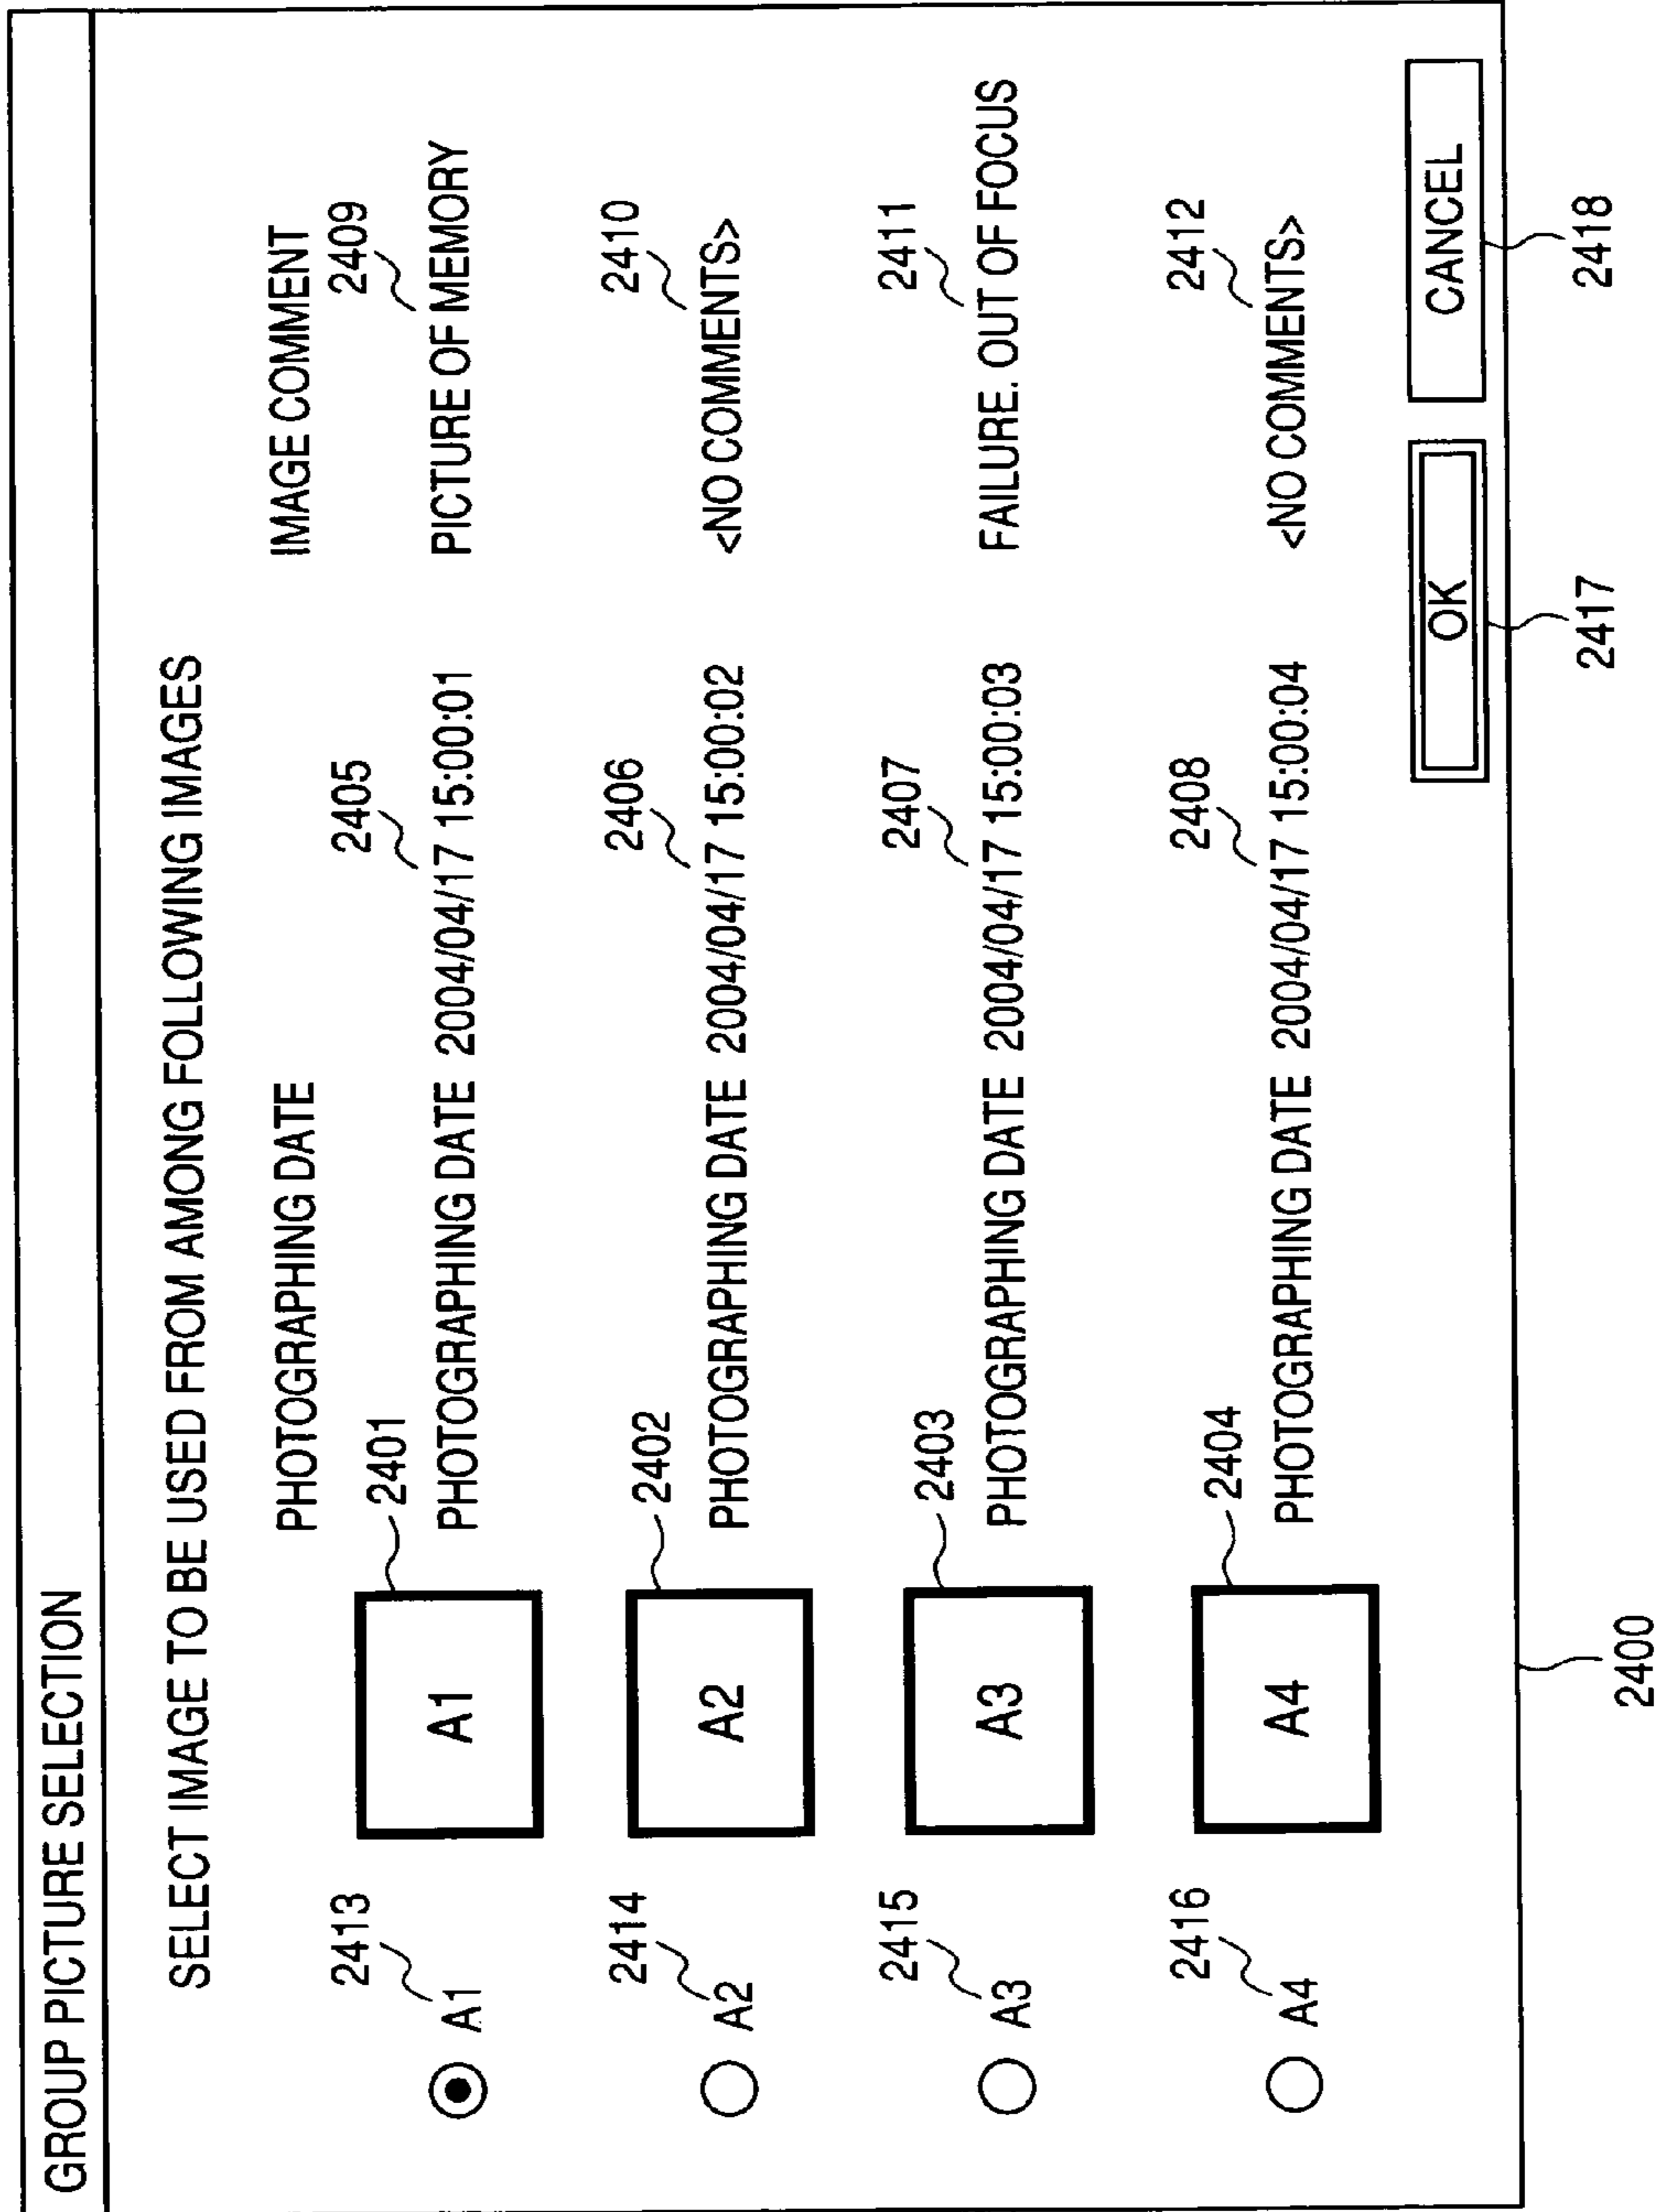 GROUP PICTURE SELECTION
SELECT IMAGE TO BE USED FROM AMONG FOLLOWING IMAGES
PHOTOGRAPHING DATE IMAGE COMMENT
2413 2401 2405 2409
A1 A1 PHOTOGRAPHING DATE 2004/04/17 15:00:01 PICTURE OF MEMORY
2414 2402 2406 2410
A2 A2 PHOTOGRAPHING DATE 2004/04/17 15:00:02 <NO COMMENTS>
2415 2403 2407 2411
A3 A3 PHOTOGRAPHING DATE 2004/04/17 15:00:03 FAILURE. OUT OF FOCUS
2416 2404 2408 2412
A4 A4 PHOTOGRAPHING DATE 2004/04/17 15:00:04 <NO COMMENTS>
OK CANCEL
2400 2417 2418